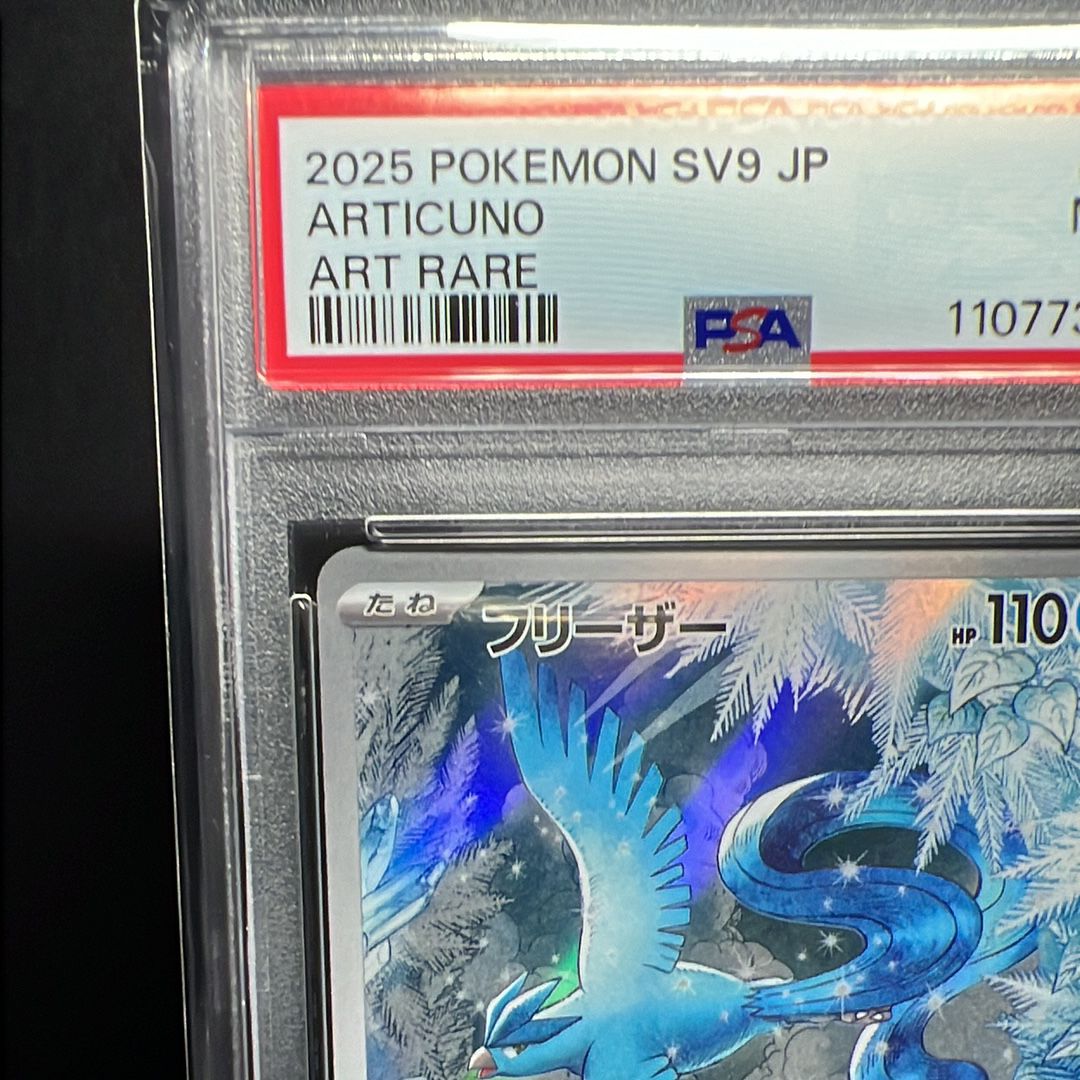 2025 POKEMON SV9 JP
ARTICUNO
ART RARE
PSA
110773
たね フリーザー HP 110